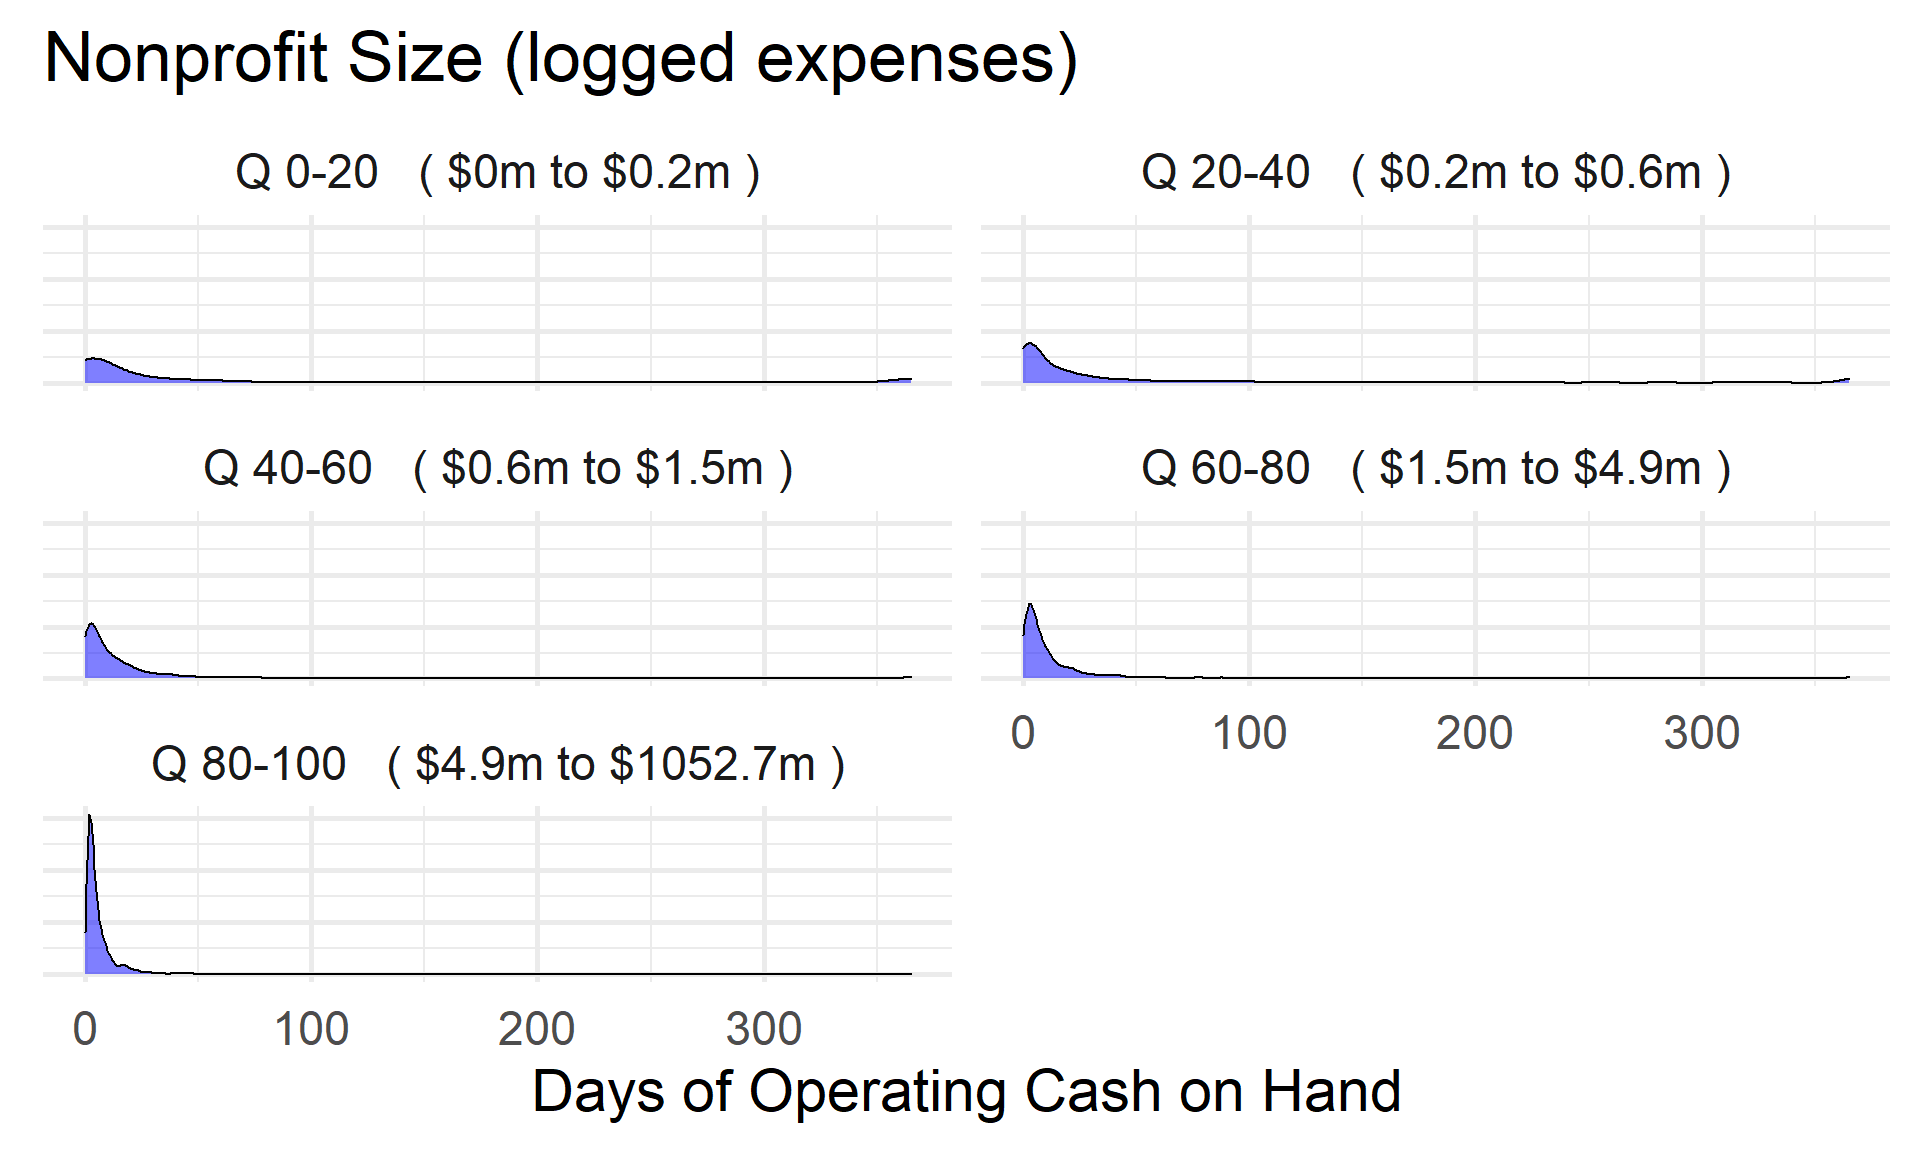 Nonprofit Size (logged expenses)
Q 0-20 ( $0m to $0.2m )
Q 20-40 ( $0.2m to $0.6m )
Q 40-60 ( $0.6m to $1.5m )
Q 60-80 ( $1.5m to $4.9m )
0 100 200 300
Q 80-100 ( $4.9m to $1052.7m )
0 100 200 300
Days of Operating Cash on Hand